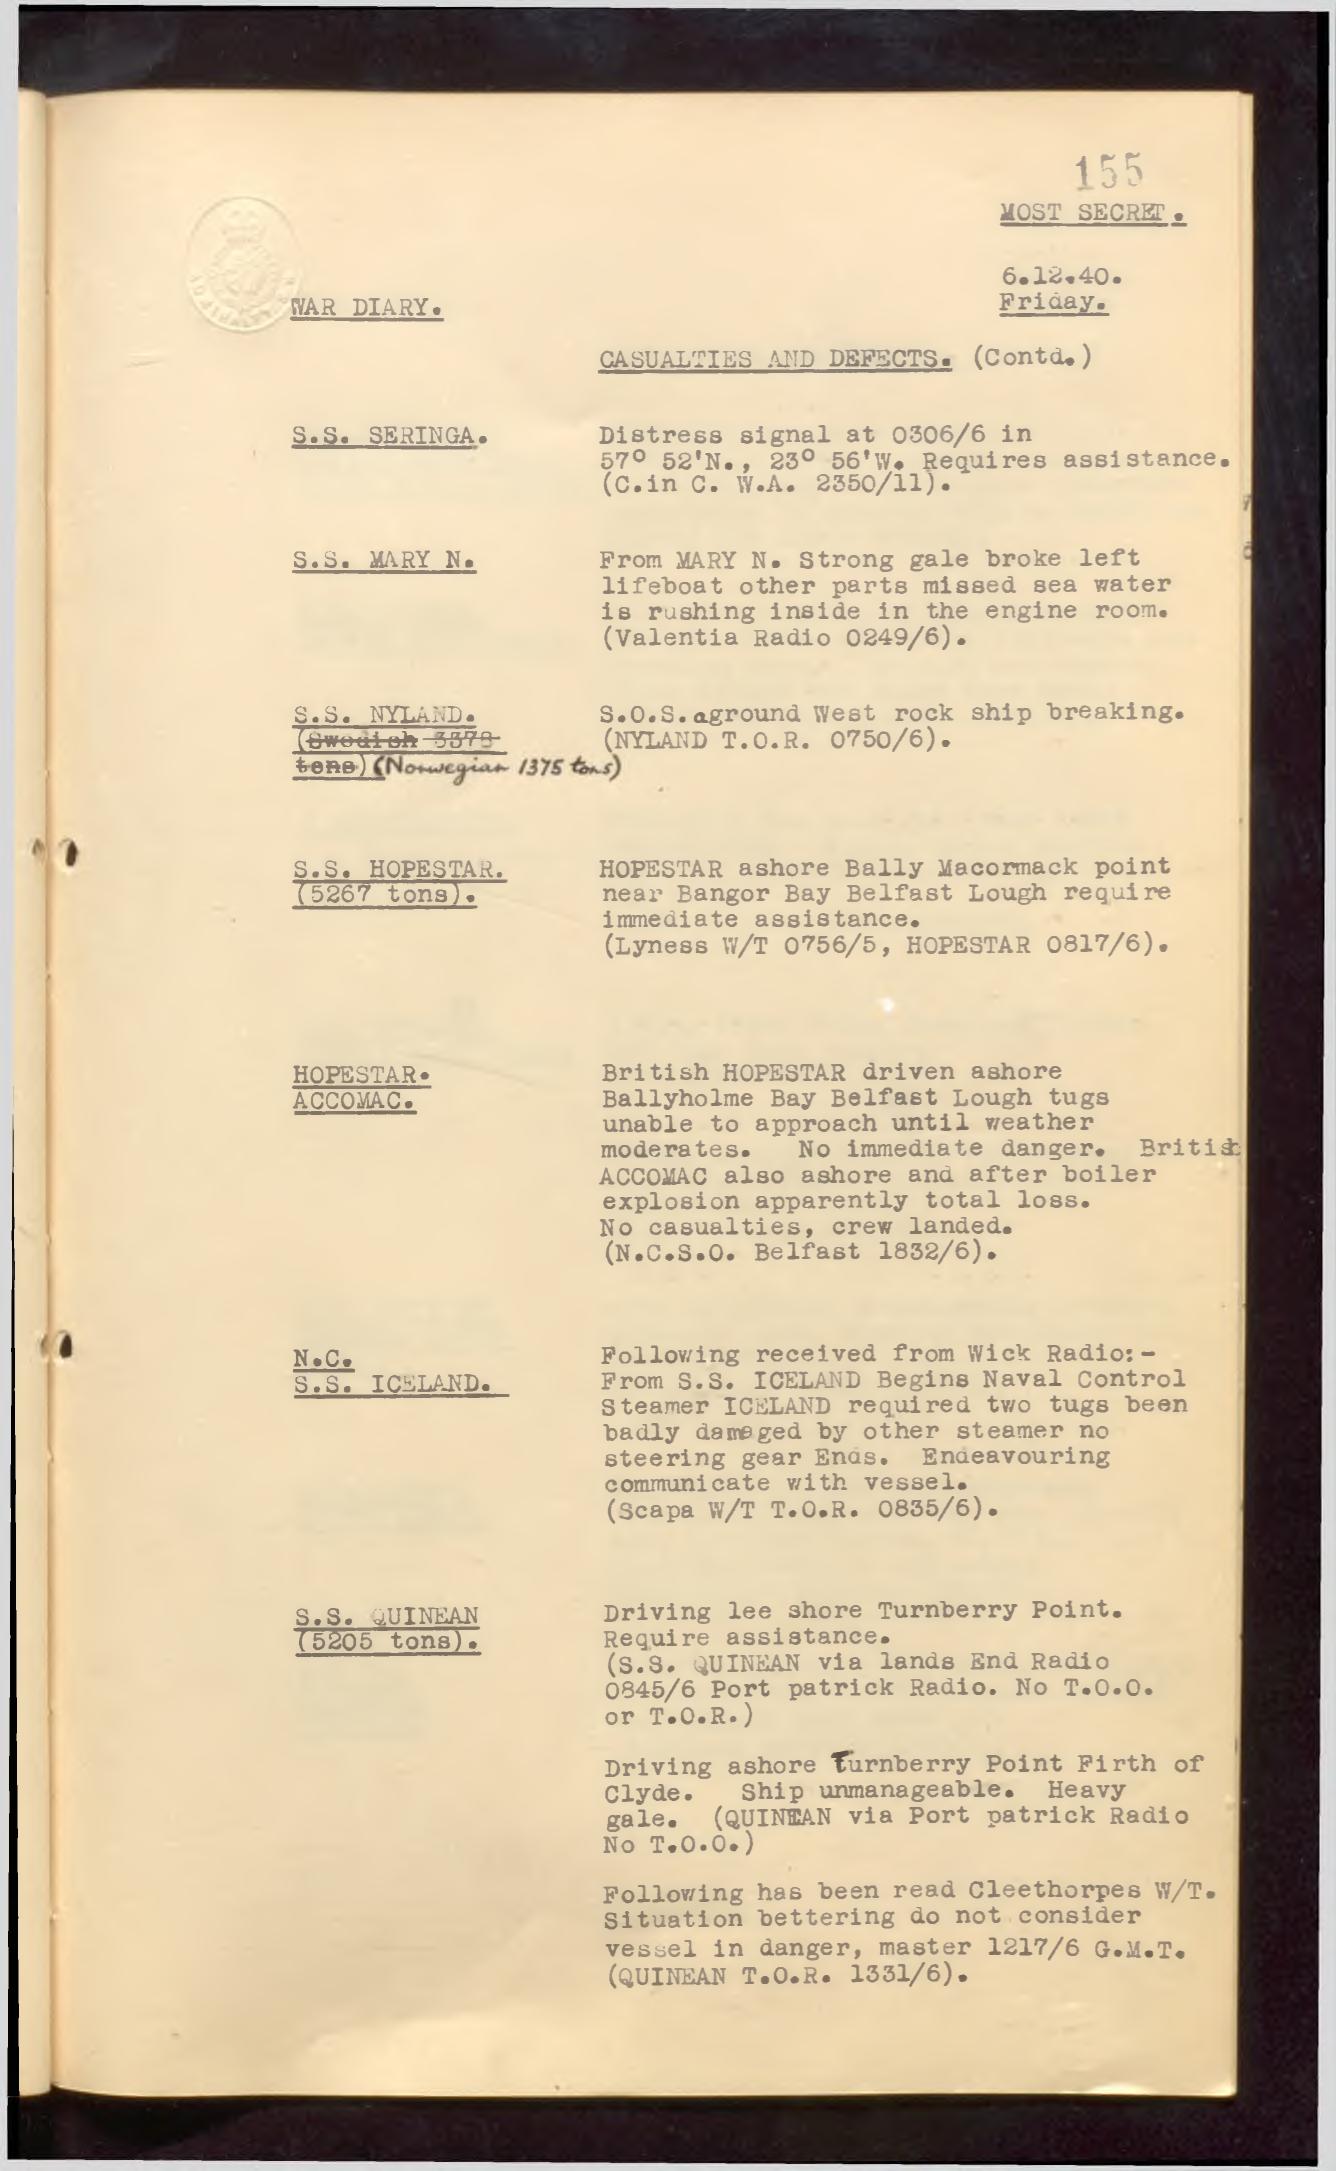 155
MOST SECRET.
6.12.40.
Friday.
WAR DIARY.
CASUALTIES AND DEFECTS. (Contd.)
S.S. SERINGA.
Distress signal at 0306/6 in
57° 52'N., 23° 56'W. Requires assistance.
(C.in C. W.A. 2350/11).
S.S. MARY N.
From MARY N. Strong gale broke left
lifeboat other parts missed sea water
is rushing inside in the engine room.
(Valentia Radio 0249/6).
S.S. NYLAND.
(Swedish 3378
tons) (Norwegian 1375 tons)
S.O.S. aground West rock ship breaking.
(NYLAND T.O.R. 0750/6).
S.S. HOPESTAR.
(5267 tons).
HOPESTAR ashore Bally Macormack point
near Bangor Bay Belfast Lough require
immediate assistance.
(Lyness W/T 0756/5, HOPESTAR 0817/6).
HOPESTAR.
ACCOMAC.
British HOPESTAR driven ashore
Ballyholme Bay Belfast Lough tugs
unable to approach until weather
moderates. No immediate danger. British
ACCOMAC also ashore and after boiler
explosion apparently total loss.
No casualties, crew landed.
(N.C.S.O. Belfast 1832/6).
N.C.
S.S. ICELAND.
Following received from Wick Radio:-
From S.S. ICELAND Begins Naval Control
Steamer ICELAND required two tugs been
badly damaged by other steamer no
steering gear Ends. Endeavouring
communicate with vessel.
(Scapa W/T T.O.R. 0835/6).
S.S. QUINEAN
(5205 tons).
Driving lee shore Turnberry Point.
Require assistance.
(S.S. QUINEAN via lands End Radio
0845/6 Port patrick Radio. No T.O.O.
or T.O.R.)
Driving ashore Turnberry Point Firth of
Clyde. Ship unmanageable. Heavy
gale. (QUINEAN via Port patrick Radio
No T.O.O.)
Following has been read Cleethorpes W/T.
Situation bettering do not consider
vessel in danger, master 1217/6 G.M.T.
(QUINEAN T.O.R. 1331/6).